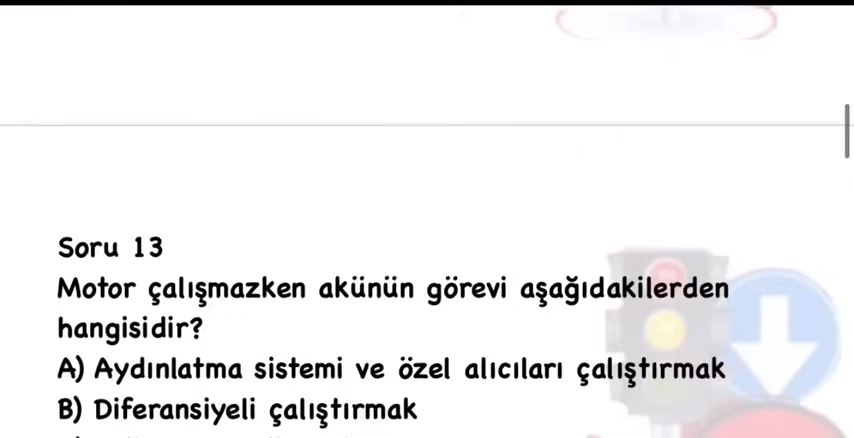 Soru 13
Motor çalışmazken akünün görevi aşağıdakilerden
hangisidir?
A) Aydınlatma sistemi ve özel alıcıları çalıştırmak
B) Diferansiyeli çalıştırmak